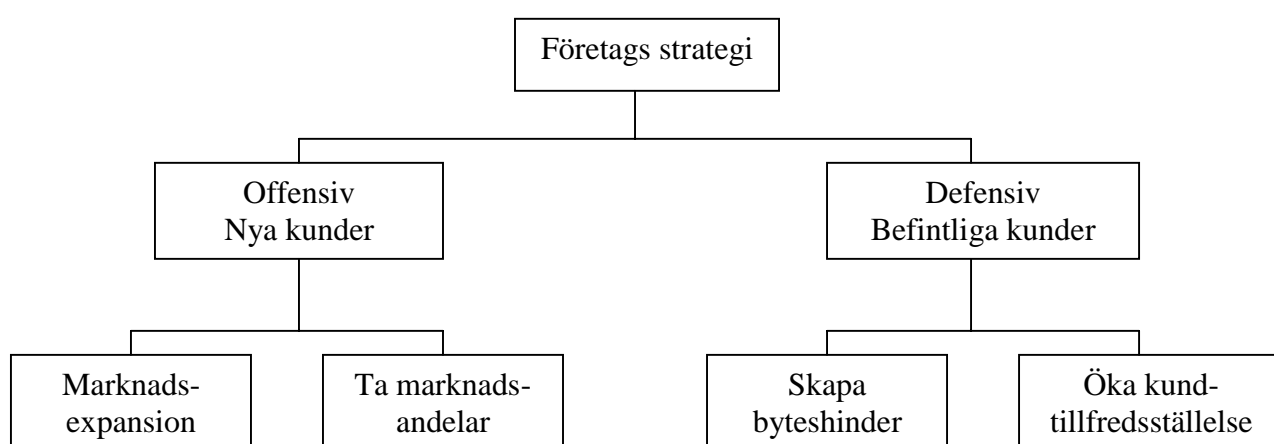 Företags strategi
Offensiv
Nya kunder
Defensiv
Befintliga kunder
Marknads-
expansion
Ta marknads-
andelar
Skapa
byteshinder
Öka kund-
tillfredsställelse